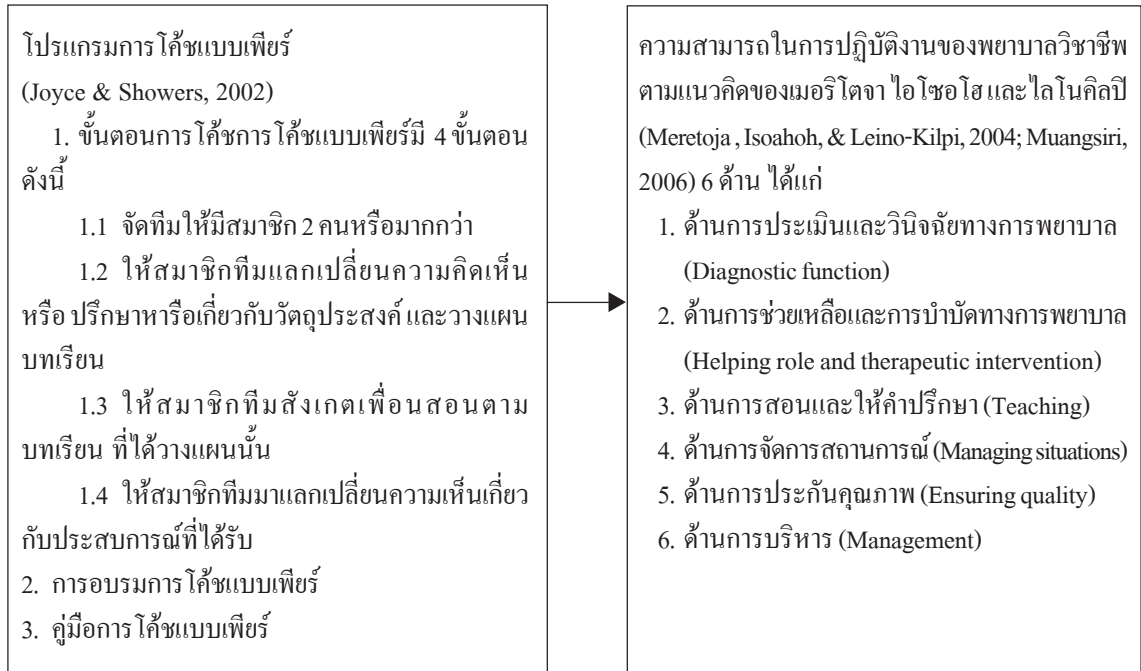 โปรแกรมการโค้ชแบบเพียร์
(Joyce & Showers, 2002)
1. ขั้นตอนการโค้ชการโค้ชแบบเพียร์มี 4 ขั้นตอน
ดังนี้
1.1 จัดทีมให้มีสมาชิก 2 คนหรือมากกว่า
1.2 ให้สมาชิกทีมแลกเปลี่ยนความคิดเห็น
หรือ ปรึกษาหารือเกี่ยวกับวัตถุประสงค์ และวางแผน
บทเรียน
1.3 ให้สมาชิกทีมสังเกตเพื่อนสอนตาม
บทเรียน ที่ได้วางแผนนั้น
1.4 ให้สมาชิกทีมมาแลกเปลี่ยนความเห็นเกี่ยว
กับประสบการณ์ที่ได้รับ
2. การอบรมการโค้ชแบบเพียร์
3. คู่มือการโค้ชแบบเพียร์
ความสามารถในการปฏิบัติงานของพยาบาลวิชาชีพ
ตามแนวคิดของเมอริโตจา ไอโซอโฮ และไลโนคิลปี
(Meretoja , Isoahoh, & Leino-Kilpi, 2004; Muangsiri,
2006) 6 ด้าน ได้แก่
1. ด้านการประเมินและวินิจฉัยทางการพยาบาล
(Diagnostic function)
2. ด้านการช่วยเหลือและการบำบัดทางการพยาบาล
(Helping role and therapeutic intervention)
3. ด้านการสอนและให้คำปรึกษา (Teaching)
4. ด้านการจัดการสถานการณ์ (Managing situations)
5. ด้านการประกันคุณภาพ (Ensuring quality)
6. ด้านการบริหาร (Management)